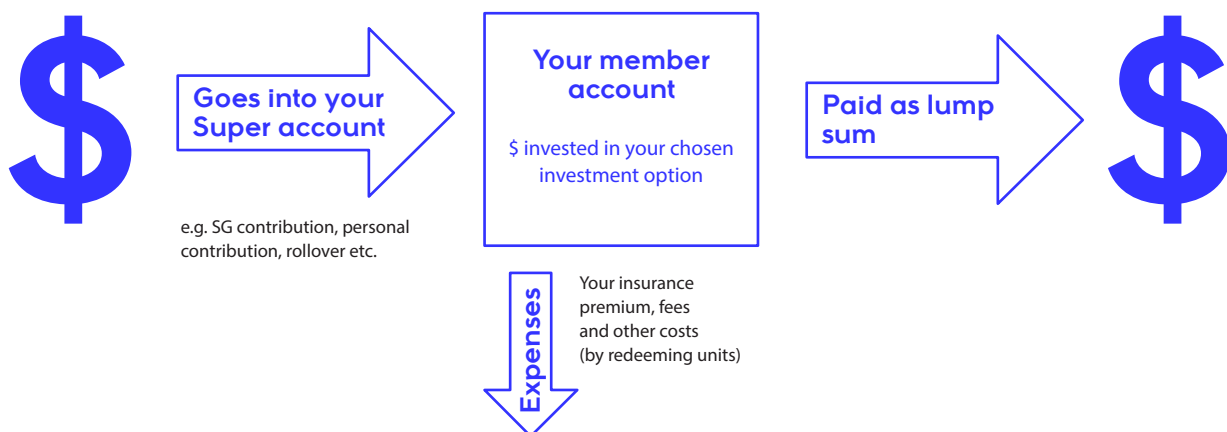 $
Goes into your
Super account
e.g. SG contribution, personal
contribution, rollover etc.
Your member
account
$ invested in your chosen
investment option
Paid as lump
sum
$
Expenses
Your insurance
premium, fees
and other costs
(by redeeming units)